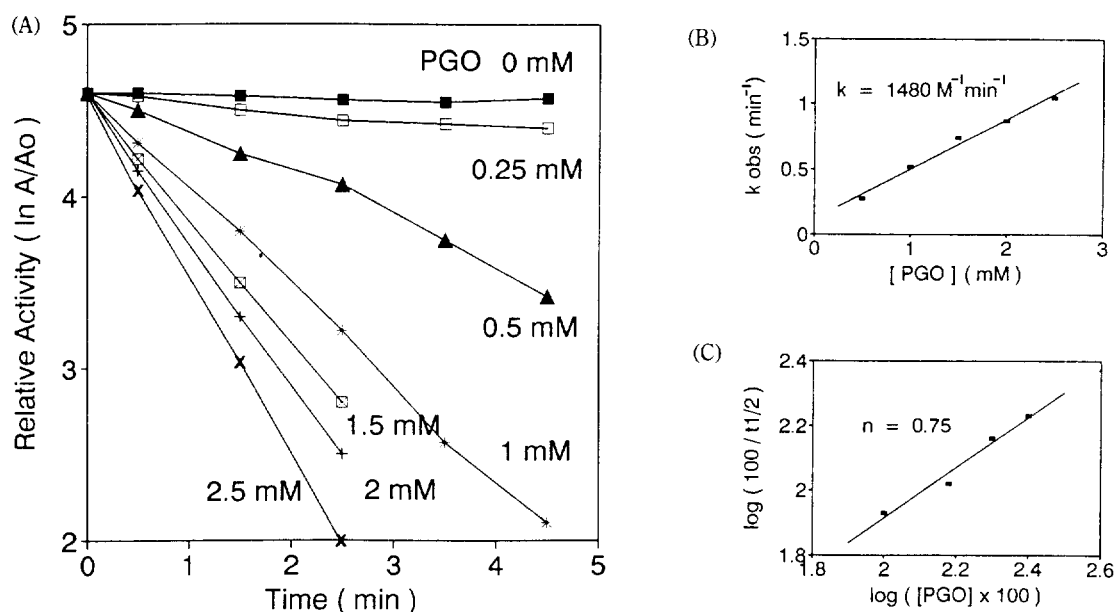 (A)
Relative Activity ( ln A/Ao )
5
4
3
2
PGO 0 mM
0.25 mM
0.5 mM
1 mM
1.5 mM
2 mM
2.5 mM
0 1 2 3 4 5
Time ( min )
(B)
k obs ( min⁻¹ )
1.5
1
0.5
0
k = 1480 M⁻¹min⁻¹
0 1 2 3
[ PGO ] ( mM )
(C)
log ( 100 / t1/2 )
2.4
2.2
2
1.8
n = 0.75
1.8 2 2.2 2.4 2.6
log ( [PGO] x 100 )